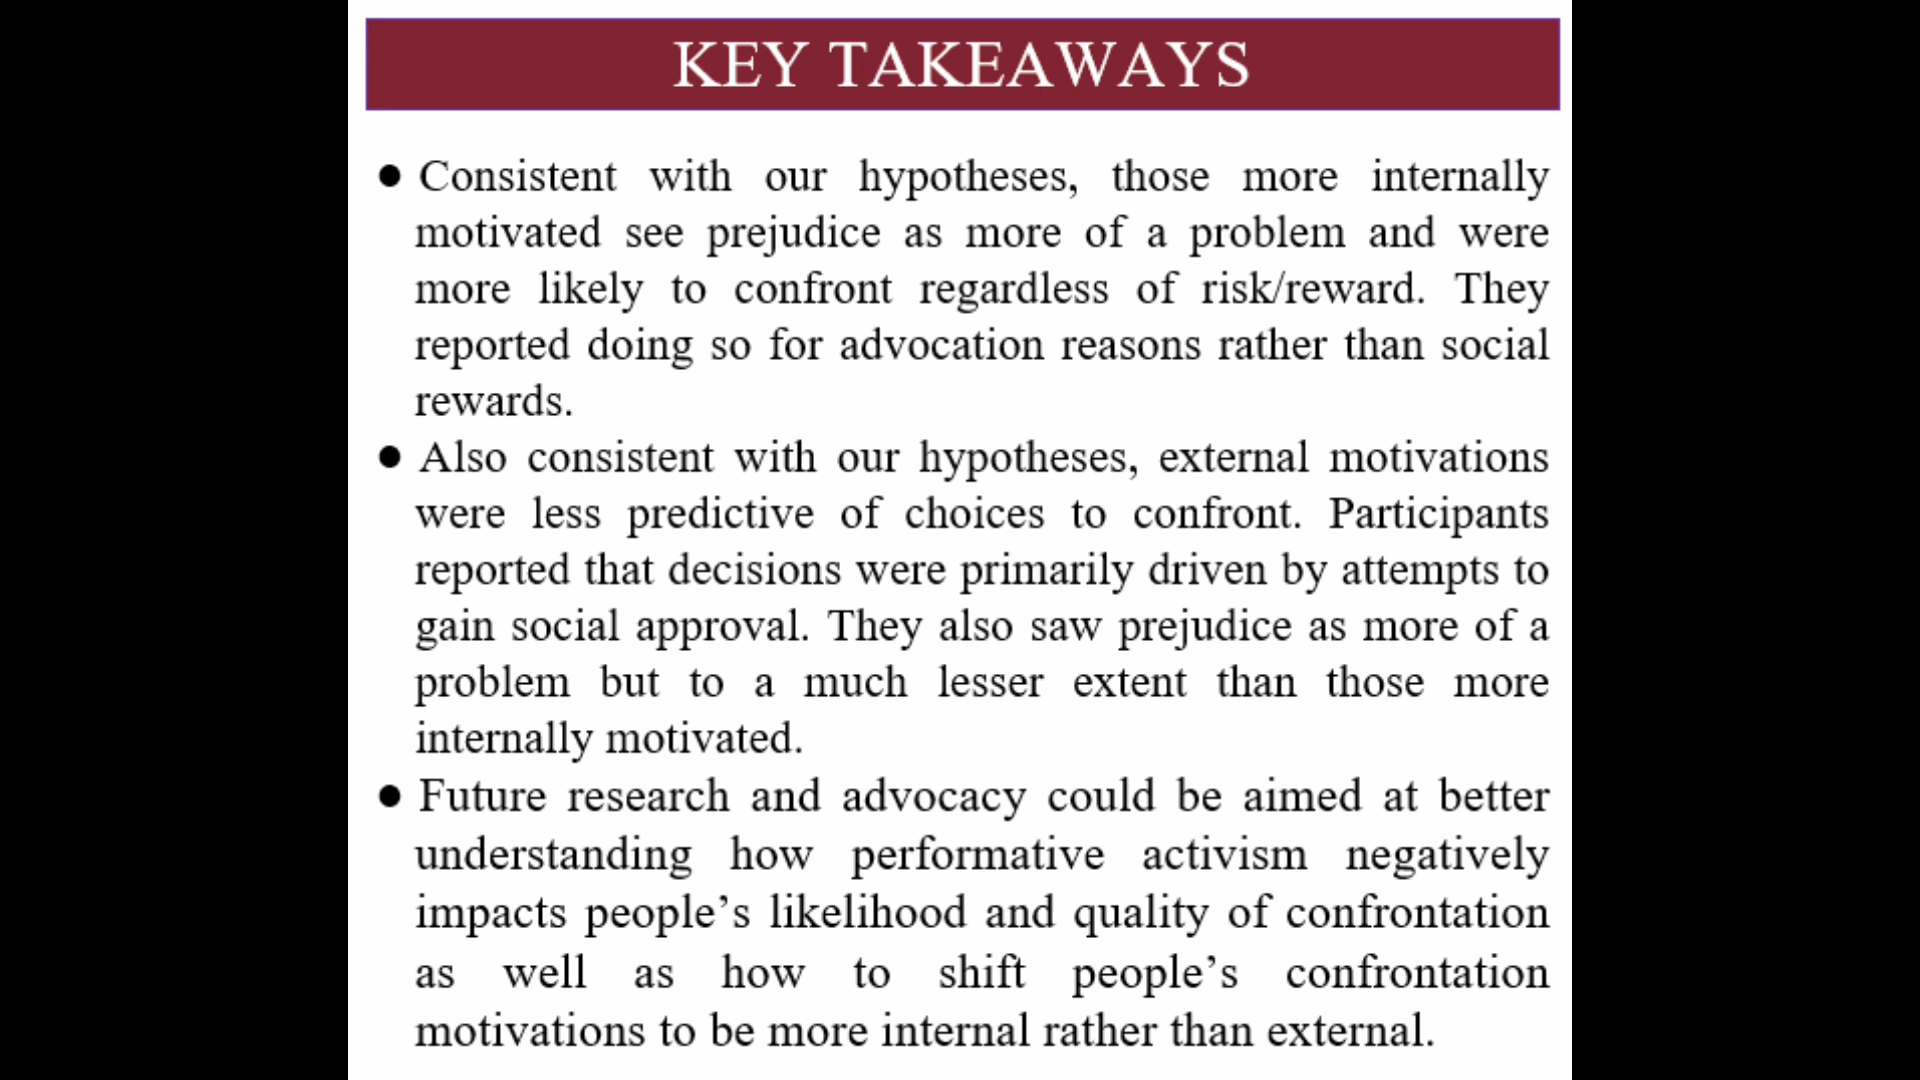 KEY TAKEAWAYS
● Consistent with our hypotheses, those more internally
motivated see prejudice as more of a problem and were
more likely to confront regardless of risk/reward. They
reported doing so for advocation reasons rather than social
rewards.
● Also consistent with our hypotheses, external motivations
were less predictive of choices to confront. Participants
reported that decisions were primarily driven by attempts to
gain social approval. They also saw prejudice as more of a
problem but to a much lesser extent than those more
internally motivated.
● Future research and advocacy could be aimed at better
understanding how performative activism negatively
impacts people’s likelihood and quality of confrontation
as well as how to shift people’s confrontation
motivations to be more internal rather than external.